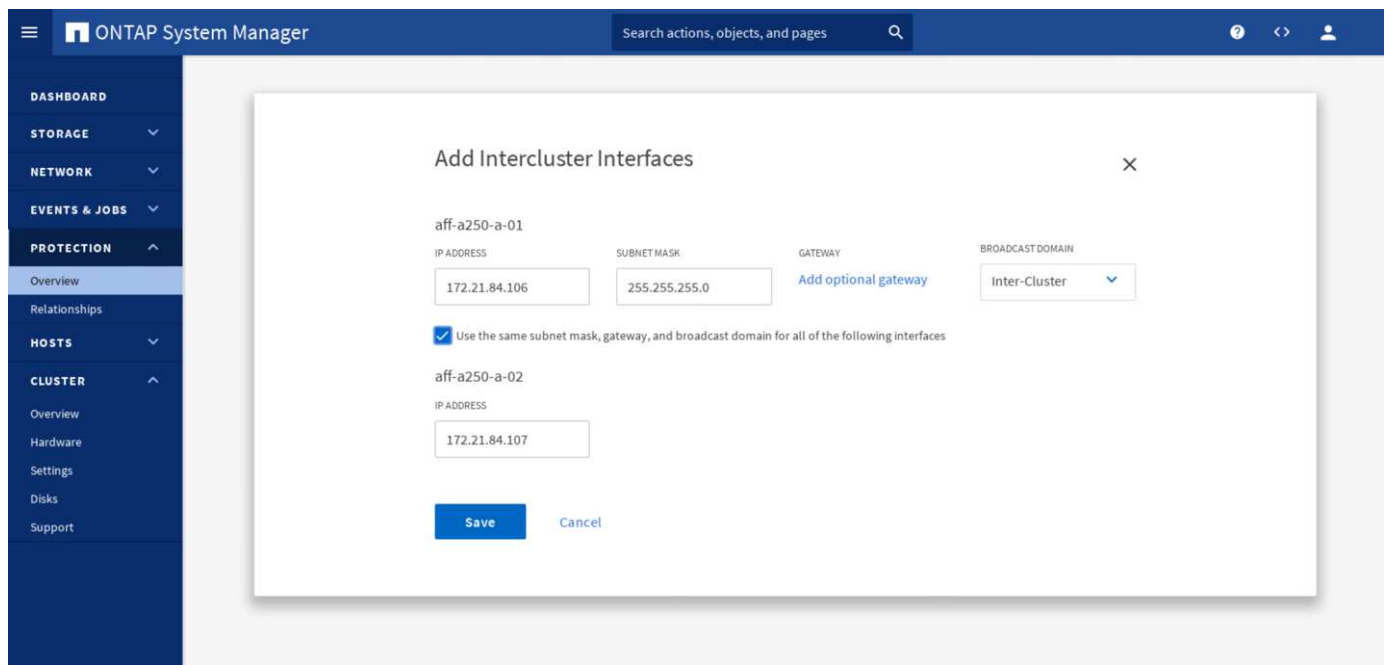 ONTAP System Manager
Search actions, objects, and pages
DASHBOARD
STORAGE
NETWORK
EVENTS & JOBS
PROTECTION
Overview
Relationships
HOSTS
CLUSTER
Overview
Hardware
Settings
Disks
Support
Add Intercluster Interfaces
aff-a250-a-01
IP ADDRESS SUBNET MASK GATEWAY BROADCAST DOMAIN
172.21.84.106 255.255.255.0 Add optional gateway Inter-Cluster
Use the same subnet mask, gateway, and broadcast domain for all of the following interfaces
aff-a250-a-02
IP ADDRESS
172.21.84.107
Save Cancel